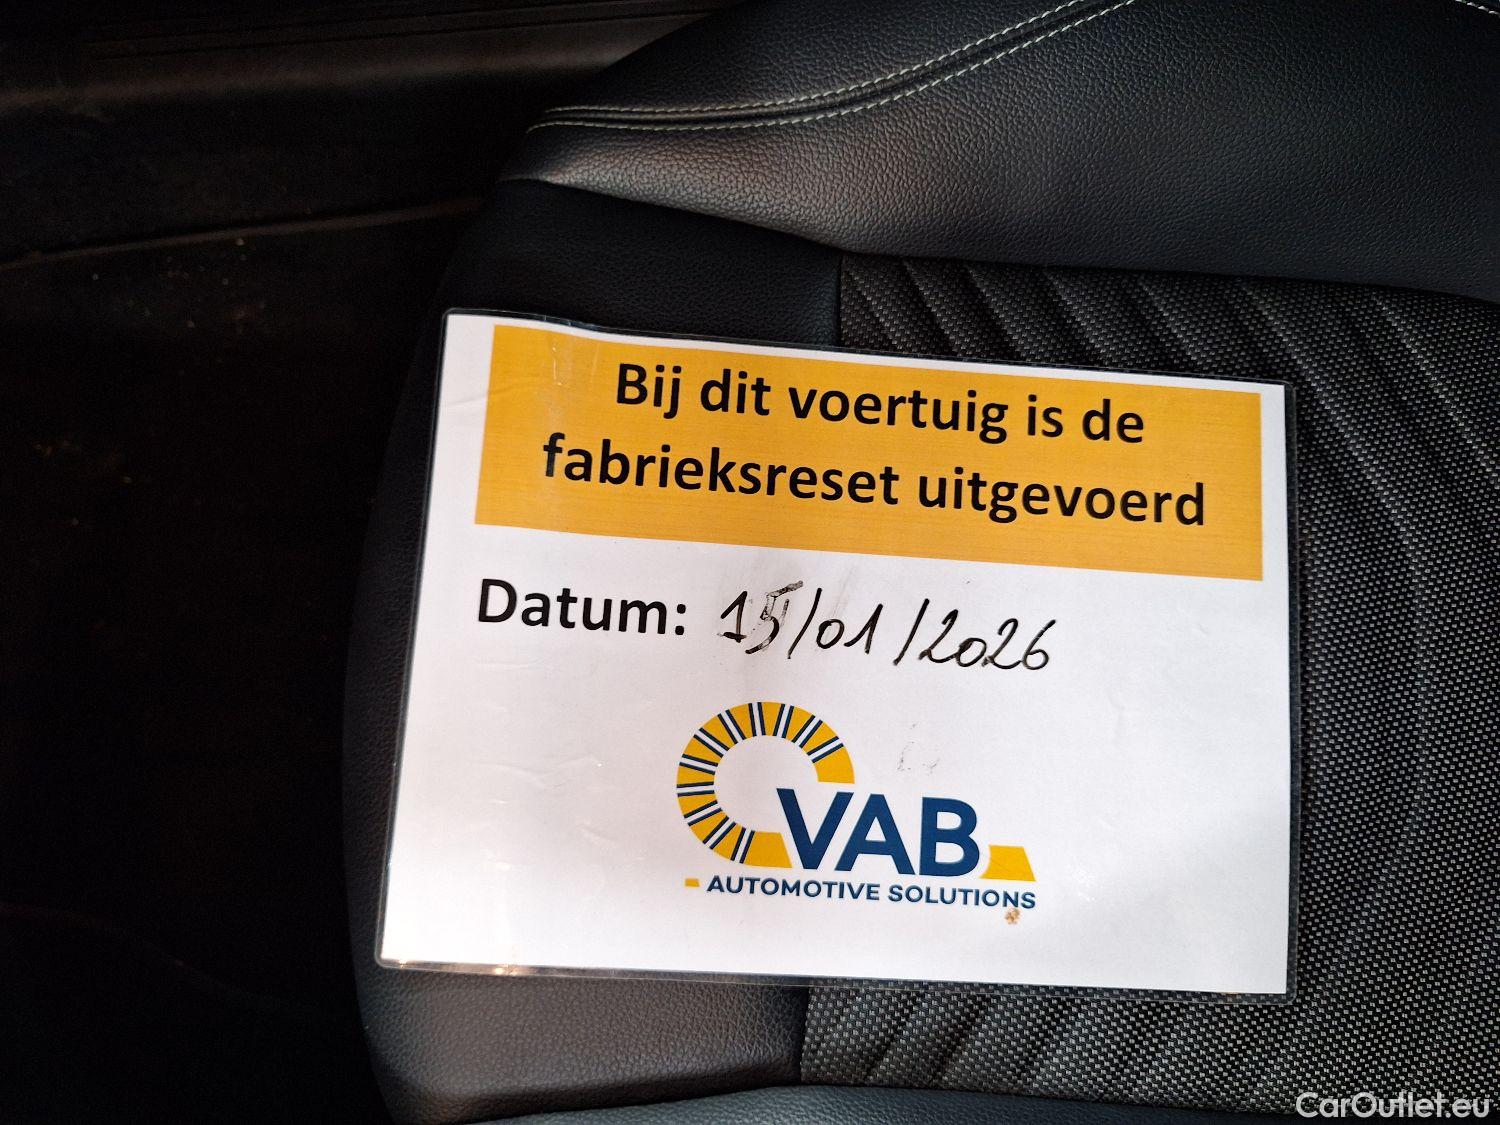 Bij dit voertuig is de
fabrieksreset uitgevoerd
Datum: 15/01/2026
VAB
AUTOMOTIVE SOLUTIONS
CarOutlet.eu